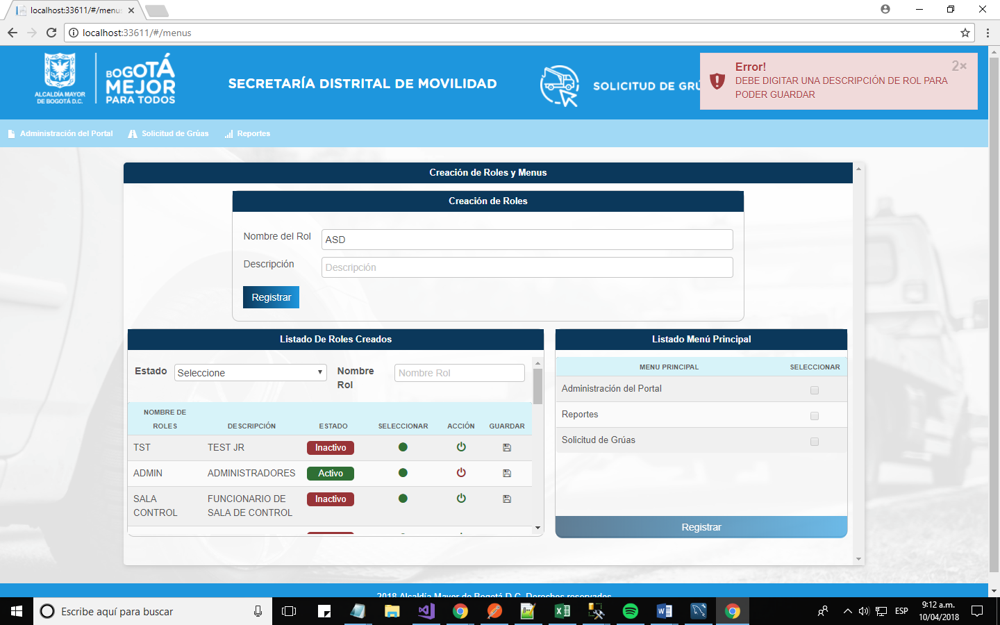 localhost:33611/#/menus
localhost:33611/#/menus
ALCALDÍA MAYOR
DE BOGOTÁ D.C.
BOGOTÁ
MEJOR
PARA TODOS
SECRETARÍA DISTRITAL DE MOVILIDAD
SOLICITUD DE GRÚ
Error!
2×
DEBE DIGITAR UNA DESCRIPCIÓN DE ROL PARA
PODER GUARDAR
Administración del Portal
Solicitud de Grúas
Reportes
Creación de Roles y Menus
Creación de Roles
Nombre del Rol
ASD
Descripción
Descripción
Registrar
Listado De Roles Creados
Estado
Seleccione
Nombre
Rol
Nombre Rol
NOMBRE DE
ROLES
DESCRIPCIÓN
ESTADO
SELECCIONAR
ACCIÓN
GUARDAR
TST
TEST JR
Inactivo
ADMIN
ADMINISTRADORES
Activo
SALA
CONTROL
FUNCIONARIO DE
SALA DE CONTROL
Inactivo
Listado Menú Principal
MENU PRINCIPAL
SELECCIONAR
Administración del Portal
Reportes
Solicitud de Grúas
Registrar
2018 Alcaldía Mayor de Bogotá D.C. Derechos reservados
Escribe aquí para buscar
ESP
9:12 a.m.
10/04/2018